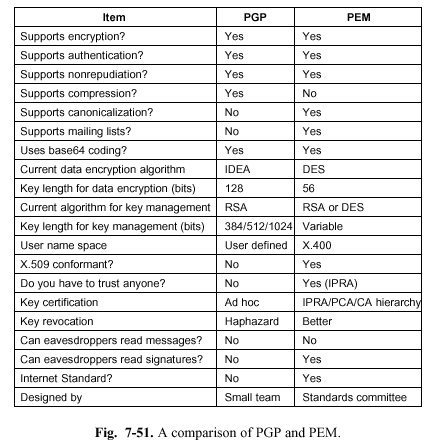 Item PGP PEM
Supports encryption? Yes Yes
Supports authentication? Yes Yes
Supports nonrepudiation? Yes Yes
Supports compression? Yes No
Supports canonicalization? No Yes
Supports mailing lists? No Yes
Uses base64 coding? Yes Yes
Current data encryption algorithm IDEA DES
Key length for data encryption (bits) 128 56
Current algorithm for key management RSA RSA or DES
Key length for key management (bits) 384/512/1024 Variable
User name space User defined X.400
X.509 conformant? No Yes
Do you have to trust anyone? No Yes (IPRA)
Key certification Ad hoc IPRA/PCA/CA hierarchy
Key revocation Haphazard Better
Can eavesdroppers read messages? No No
Can eavesdroppers read signatures? No Yes
Internet Standard? No Yes
Designed by Small team Standards committee
Fig. 7-51. A comparison of PGP and PEM.